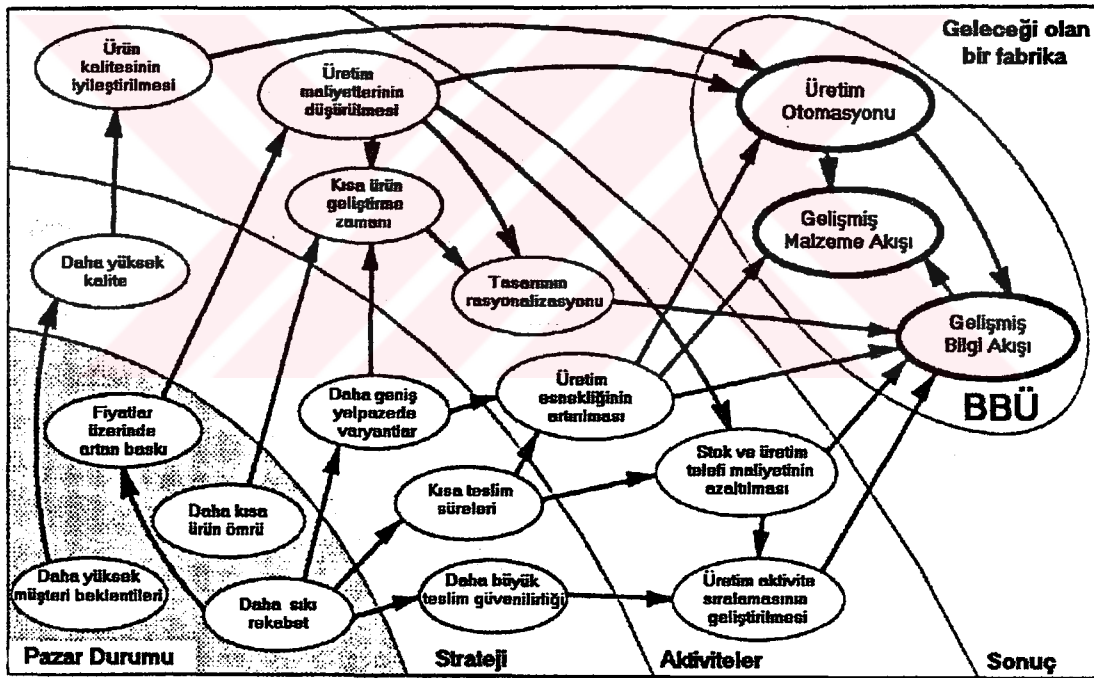 Geleceği olan
bir fabrika
Ürün
kalitesinin
iyileştirilmesi
Üretim
maliyetlerinin
düşürülmesi
Üretim
Otomasyonu
Kısa ürün
geliştirme
zamanı
Gelişmiş
Malzeme Akışı
Daha yüksek
kalite
Tasarımın
rasyonalizasyonu
Gelişmiş
Bilgi Akışı
BBÜ
Fiyatlar
üzerinde
artan baskı
Daha geniş
yelpazede
varyantlar
Üretim
esnekliğinin
artırılması
Stok ve üretim
telefi maliyetinin
azaltılması
Kısa teslim
süreleri
Daha kısa
ürün ömrü
Daha yüksek
müşteri beklentileri
Daha sıkı
rekabet
Daha büyük
teslim güvenilirliği
Üretim aktivite
sıralamasının
geliştirilmesi
Pazar Durumu
Strateji
Aktiviteler
Sonuç